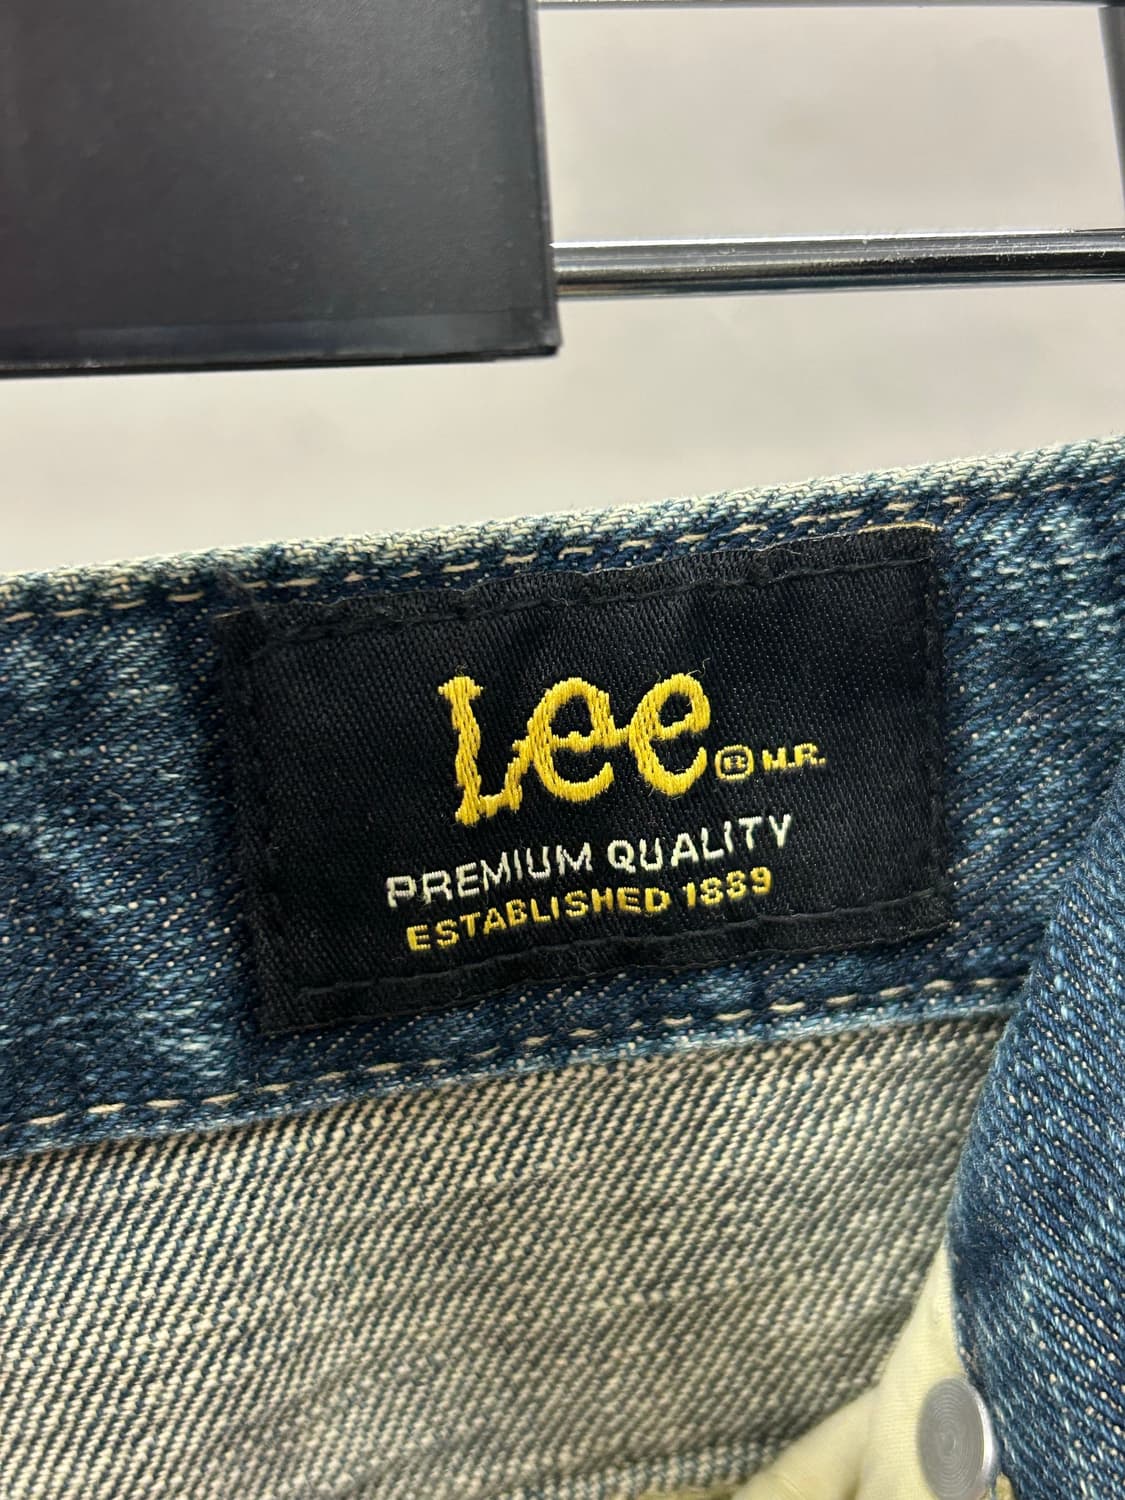 Lee ® M.R.
PREMIUM QUALITY
ESTABLISHED 1889